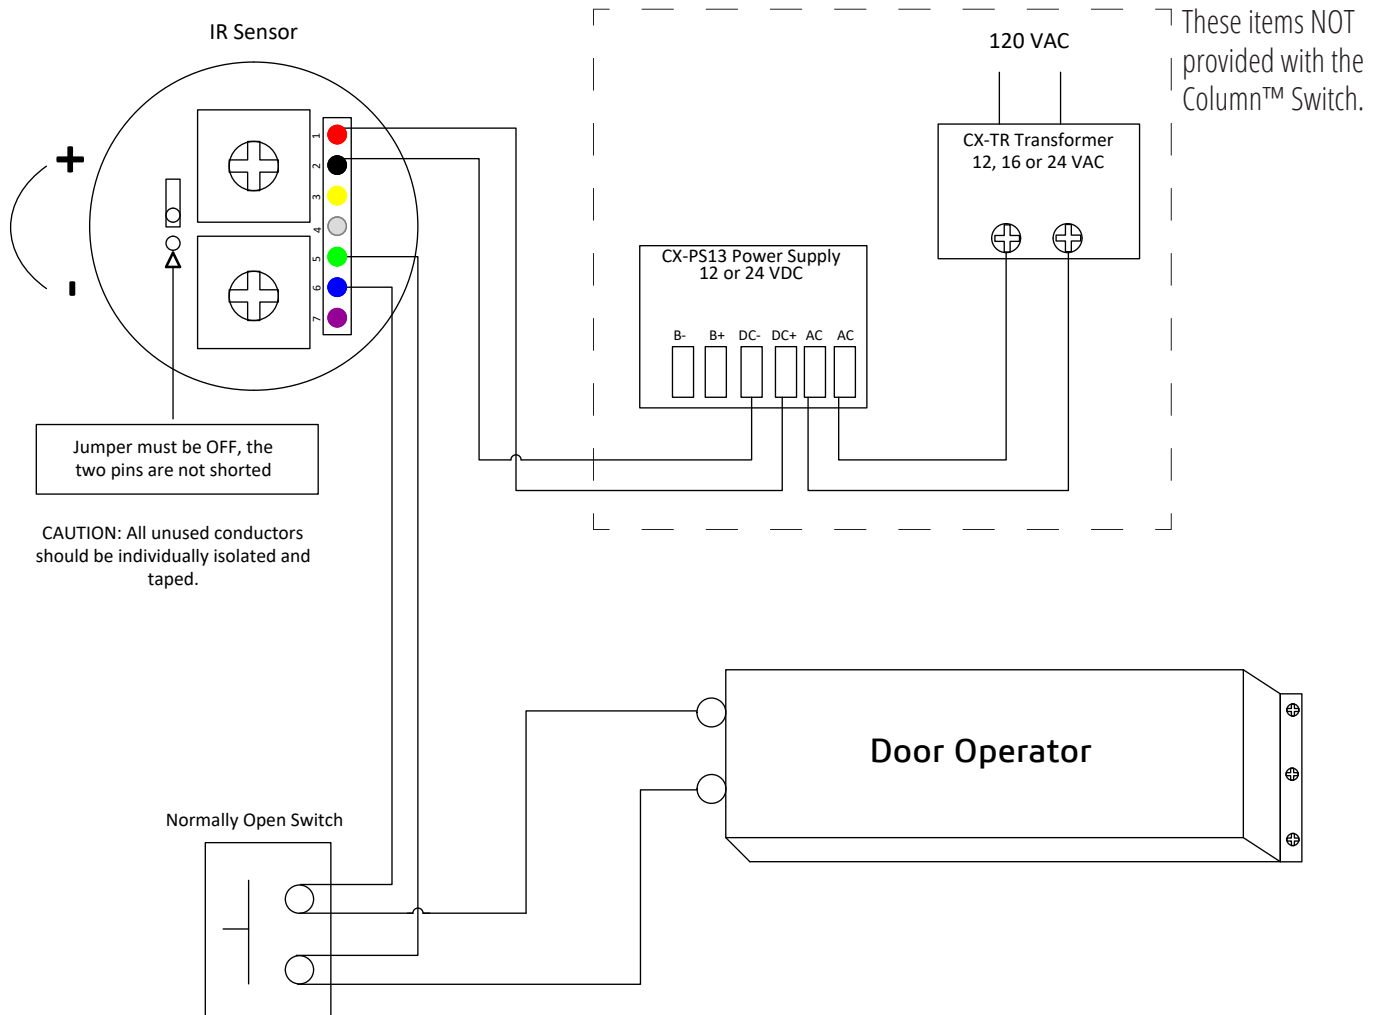 IR Sensor
+
-
1
2
3
4
5
6
7
Jumper must be OFF, the
two pins are not shorted
CAUTION: All unused conductors
should be individually isolated and
taped.
120 VAC
These items NOT
provided with the
Column™ Switch.
CX-TR Transformer
12, 16 or 24 VAC
CX-PS13 Power Supply
12 or 24 VDC
B- B+ DC- DC+ AC AC
Door Operator
Normally Open Switch